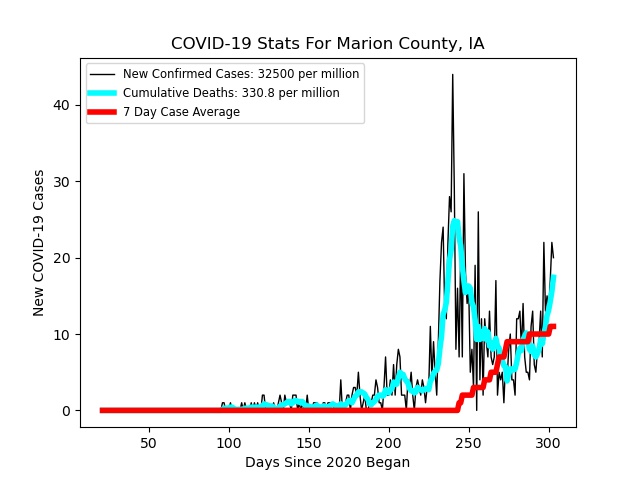 COVID-19 Stats For Marion County, IA
New Confirmed Cases: 32500 per million
Cumulative Deaths: 330.8 per million
7 Day Case Average
New COVID-19 Cases
40
30
20
10
0
50
100
150
200
250
300
Days Since 2020 Began